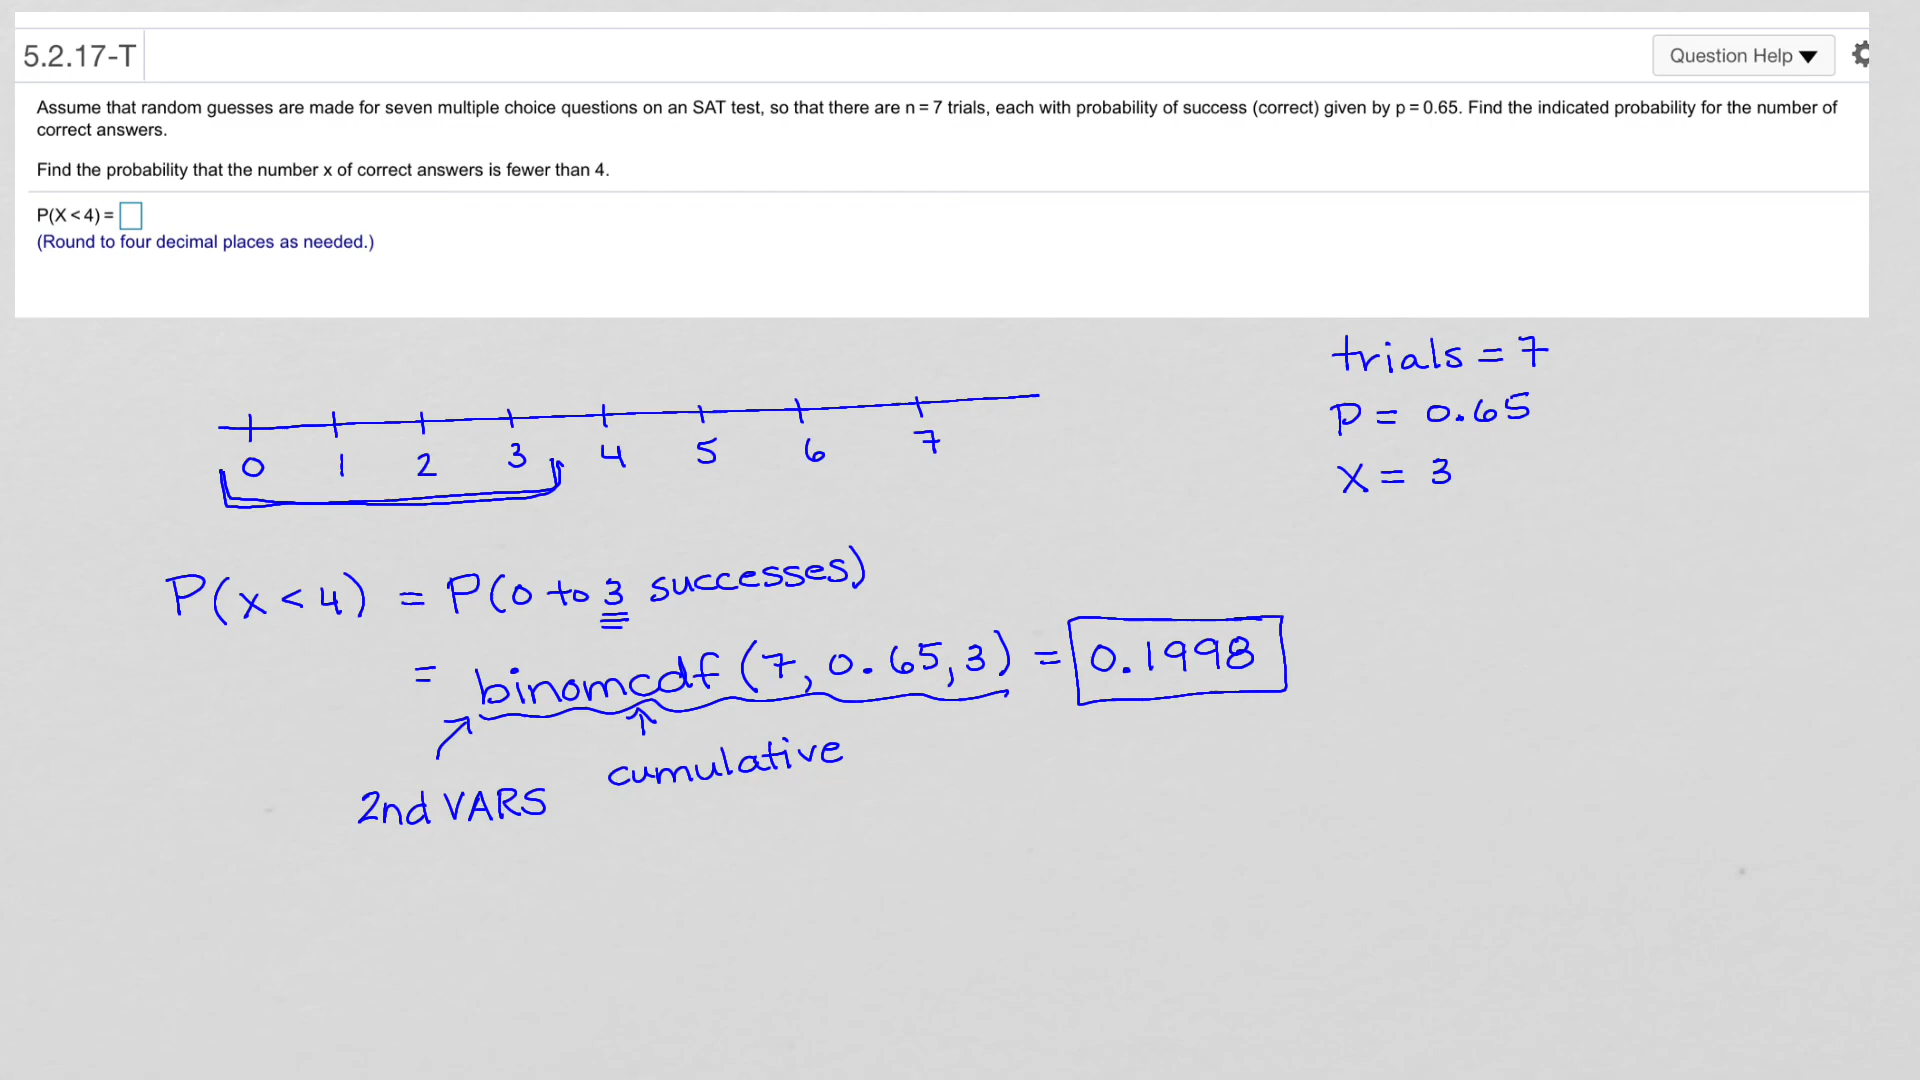 5.2.17-T
Question Help ▼
Assume that random guesses are made for seven multiple choice questions on an SAT test, so that there are n = 7 trials, each with probability of success (correct) given by p = 0.65. Find the indicated probability for the number of
correct answers.
Find the probability that the number x of correct answers is fewer than 4.
P(X < 4) =
(Round to four decimal places as needed.)
trials = 7
p = 0.65
x = 3
0 1 2 3 4 5 6 7
P(x < 4) = P(0 to 3 successes)
= binomcdf (7, 0.65, 3) = 0.1998
cumulative
2nd VARS